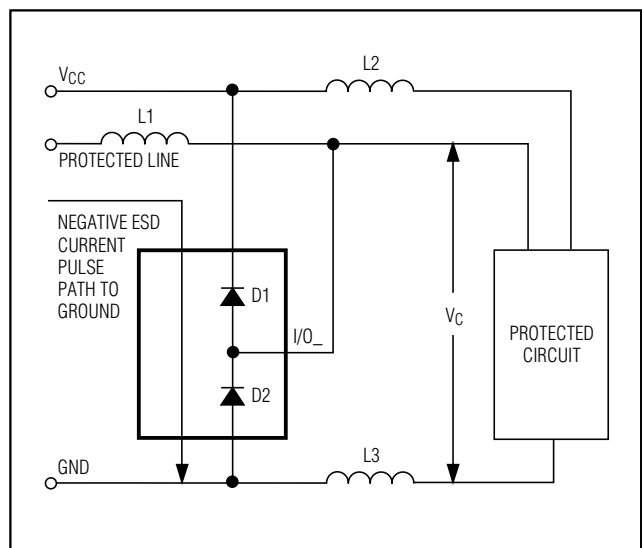 VCC
L2
L1
PROTECTED LINE
NEGATIVE ESD
CURRENT
PULSE
PATH TO
GROUND
D1
I/O_
VC
PROTECTED
CIRCUIT
D2
L3
GND